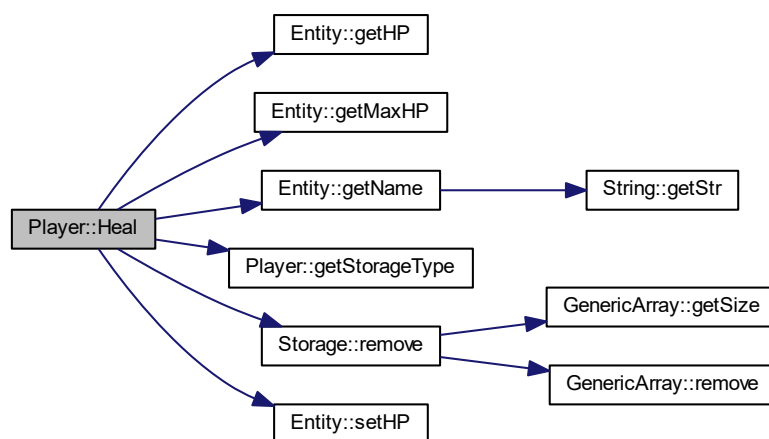 Entity::getHP
Entity::getMaxHP
Entity::getName
String::getStr
Player::Heal
Player::getStorageType
GenericArray::getSize
Storage::remove
GenericArray::remove
Entity::setHP